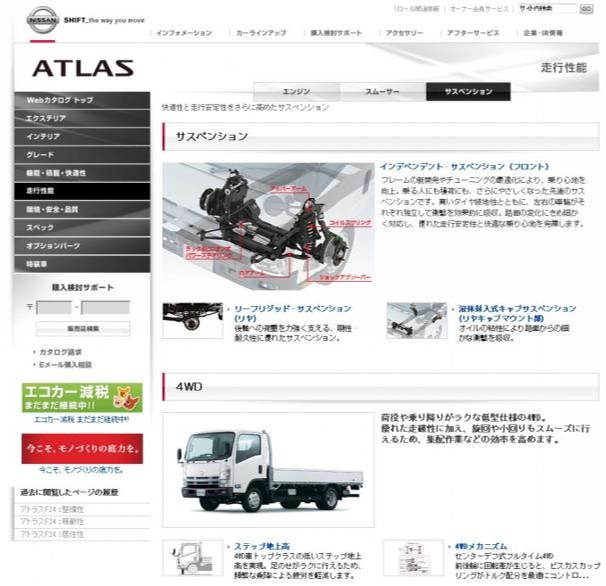 NISSAN
SHIFT_the way you move
リコール関連情報 | オーナー会員サービス | サイト内検索 GO
インフォメーション
カーラインアップ
購入検討サポート
アクセサリー
アフターサービス
企業・IR情報
ATLAS
走行性能
エンジン
スムーサー
サスペンション
Webカタログ トップ
エクステリア
インテリア
グレード
機能・積載・快適性
走行性能
環境・安全・品質
スペック
オプションパーツ
特装車
購入検討サポート
〒
販売店検索
カタログ請求
Eメール購入相談
エコカー減税
まだまだ継続中!!
エコカー減税 まだまだ継続中!!
今こそ、モノづくりの底力を。
今こそ、モノづくりの底力を。
過去に閲覧したページの履歴
アトラスF24:整備性
アトラスF24:積載性
アトラスF24:居住性
快適性と走行安定性をさらに高めたサスペンション
サスペンション
アッパーアーム
コイルスプリング
ラック&ピニオン式
パワーステアリング
ロアアーム
ショックアブソーバー
インデペンデント・サスペンション(フロント)
フレームの新開発やチューニングの最適化により、乗り心地を
向上。乗る人にも積荷にも、さらにやさしくなった先進のサス
ペンションです。高いタイヤ接地性とともに、左右の車輪がそ
れぞれ独立して衝撃を効果的に吸収。路面の変化にきめ細か
く対応し、優れた走行安定性と快適な乗り心地を発揮します。
リーフリジッド・サスペンション
(リヤ)
後軸への荷重を力強く支える、剛性・
耐久性に優れたサスペンション。
液体封入式キャブサスペンション
(リヤキャブマウント部)
オイルの粘性により路面からの細
かな衝撃を吸収。
4WD
荷役や乗り降りがラクな低型仕様の4WD。
優れた走破性に加え、旋回や小回りもスムーズに行
えるため、集配作業などの効率を高めます。
ステップ地上高
4WD車トップクラスの低いステップ地上
高を実現。足のせがラクに行えるため、
頻繁な乗降による疲労を軽減します。
4WDメカニズム
センターデフ式フルタイム4WD
前後軸に回転差が生じると、ビスカスカップ
リングがトルク配分を最適にコントロ...